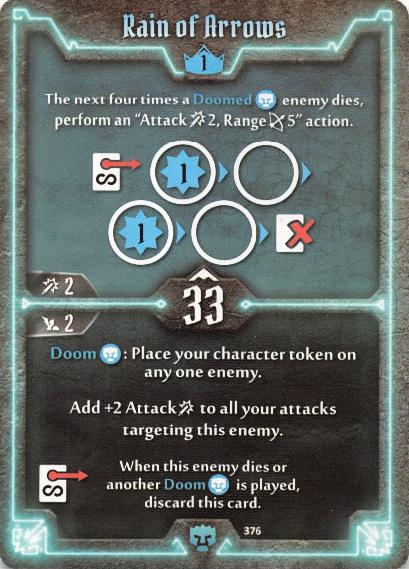 Rain of Arrows
1
The next four times a Doomed enemy dies,
perform an “Attack 2, Range 5” action.
S 1
1
2
33
2
Doom : Place your character token on
any one enemy.
Add +2 Attack to all your attacks
targeting this enemy.
When this enemy dies or
S another Doom is played,
discard this card.
376